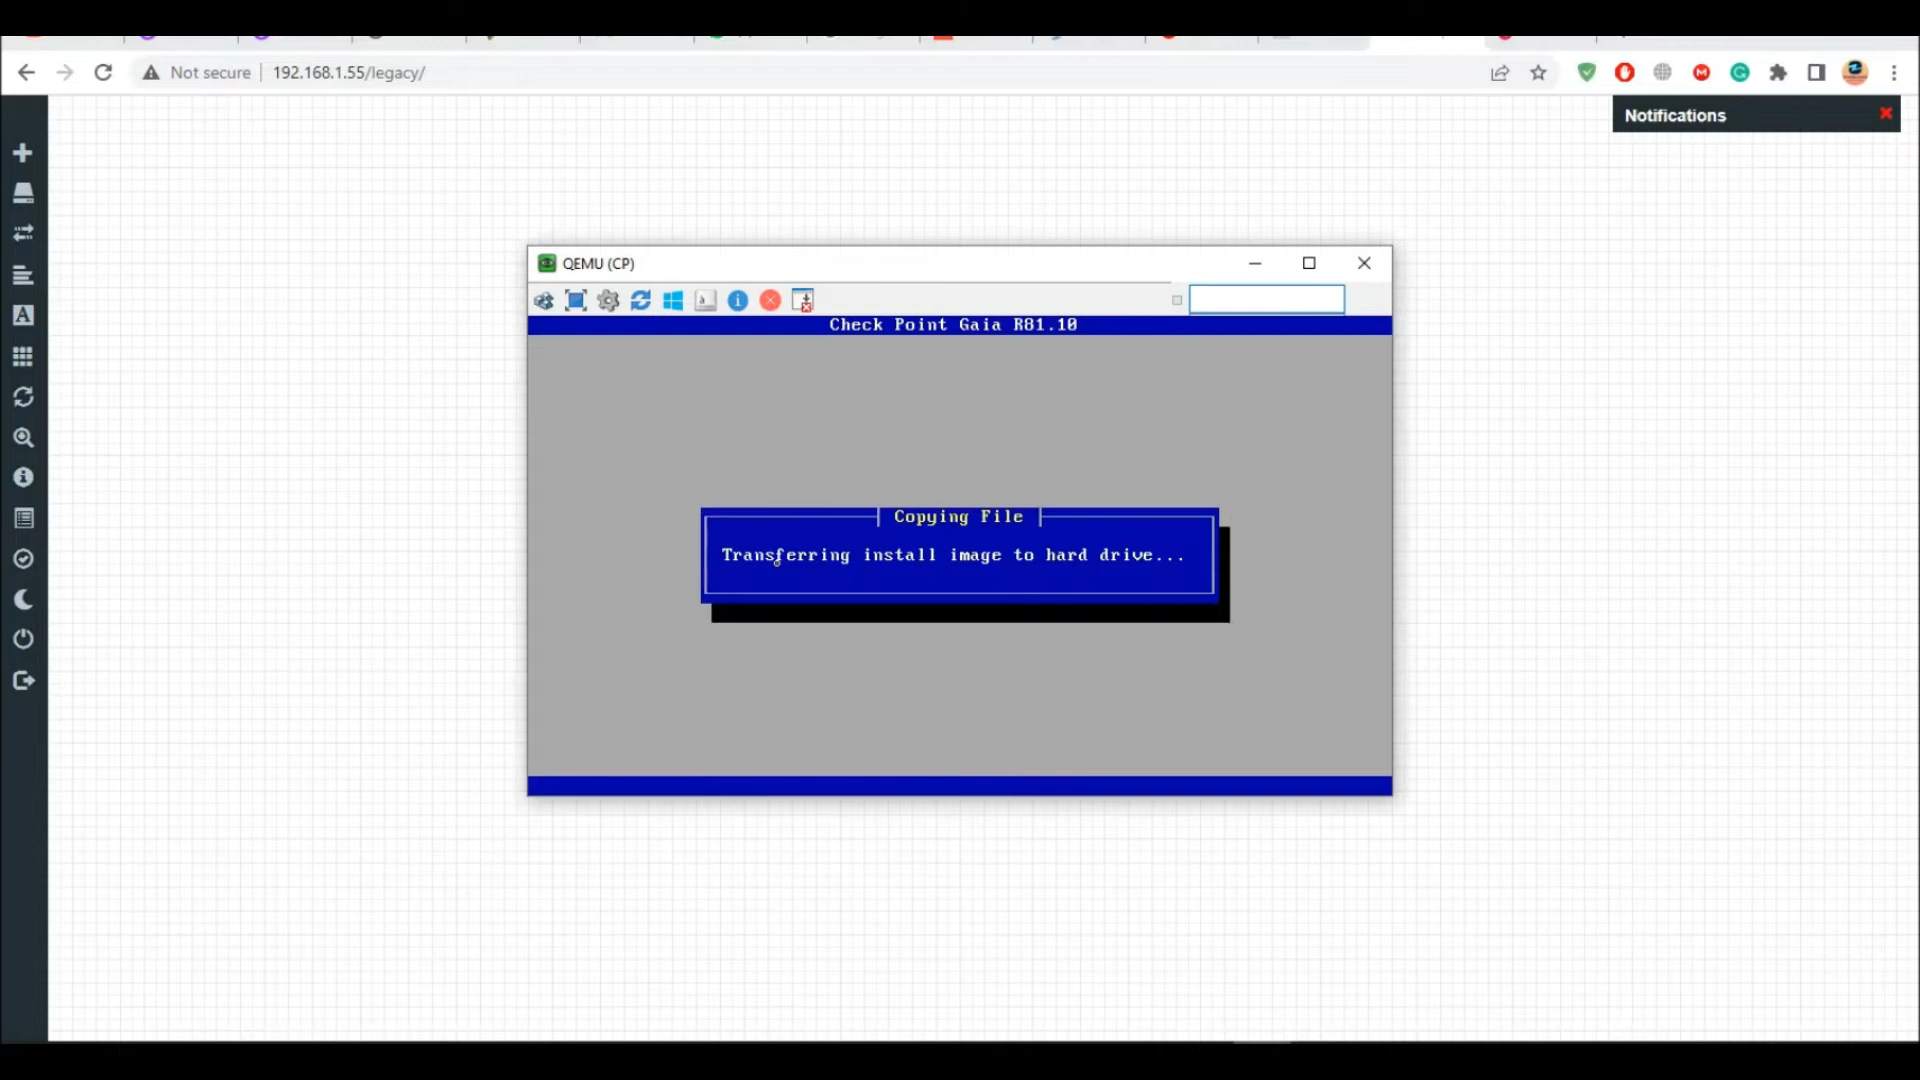 Not secure
192.168.1.55/legacy/
Notifications
QEMU (CP)
Check Point Gaia R81.10
Copying File
Transferring install image to hard drive...